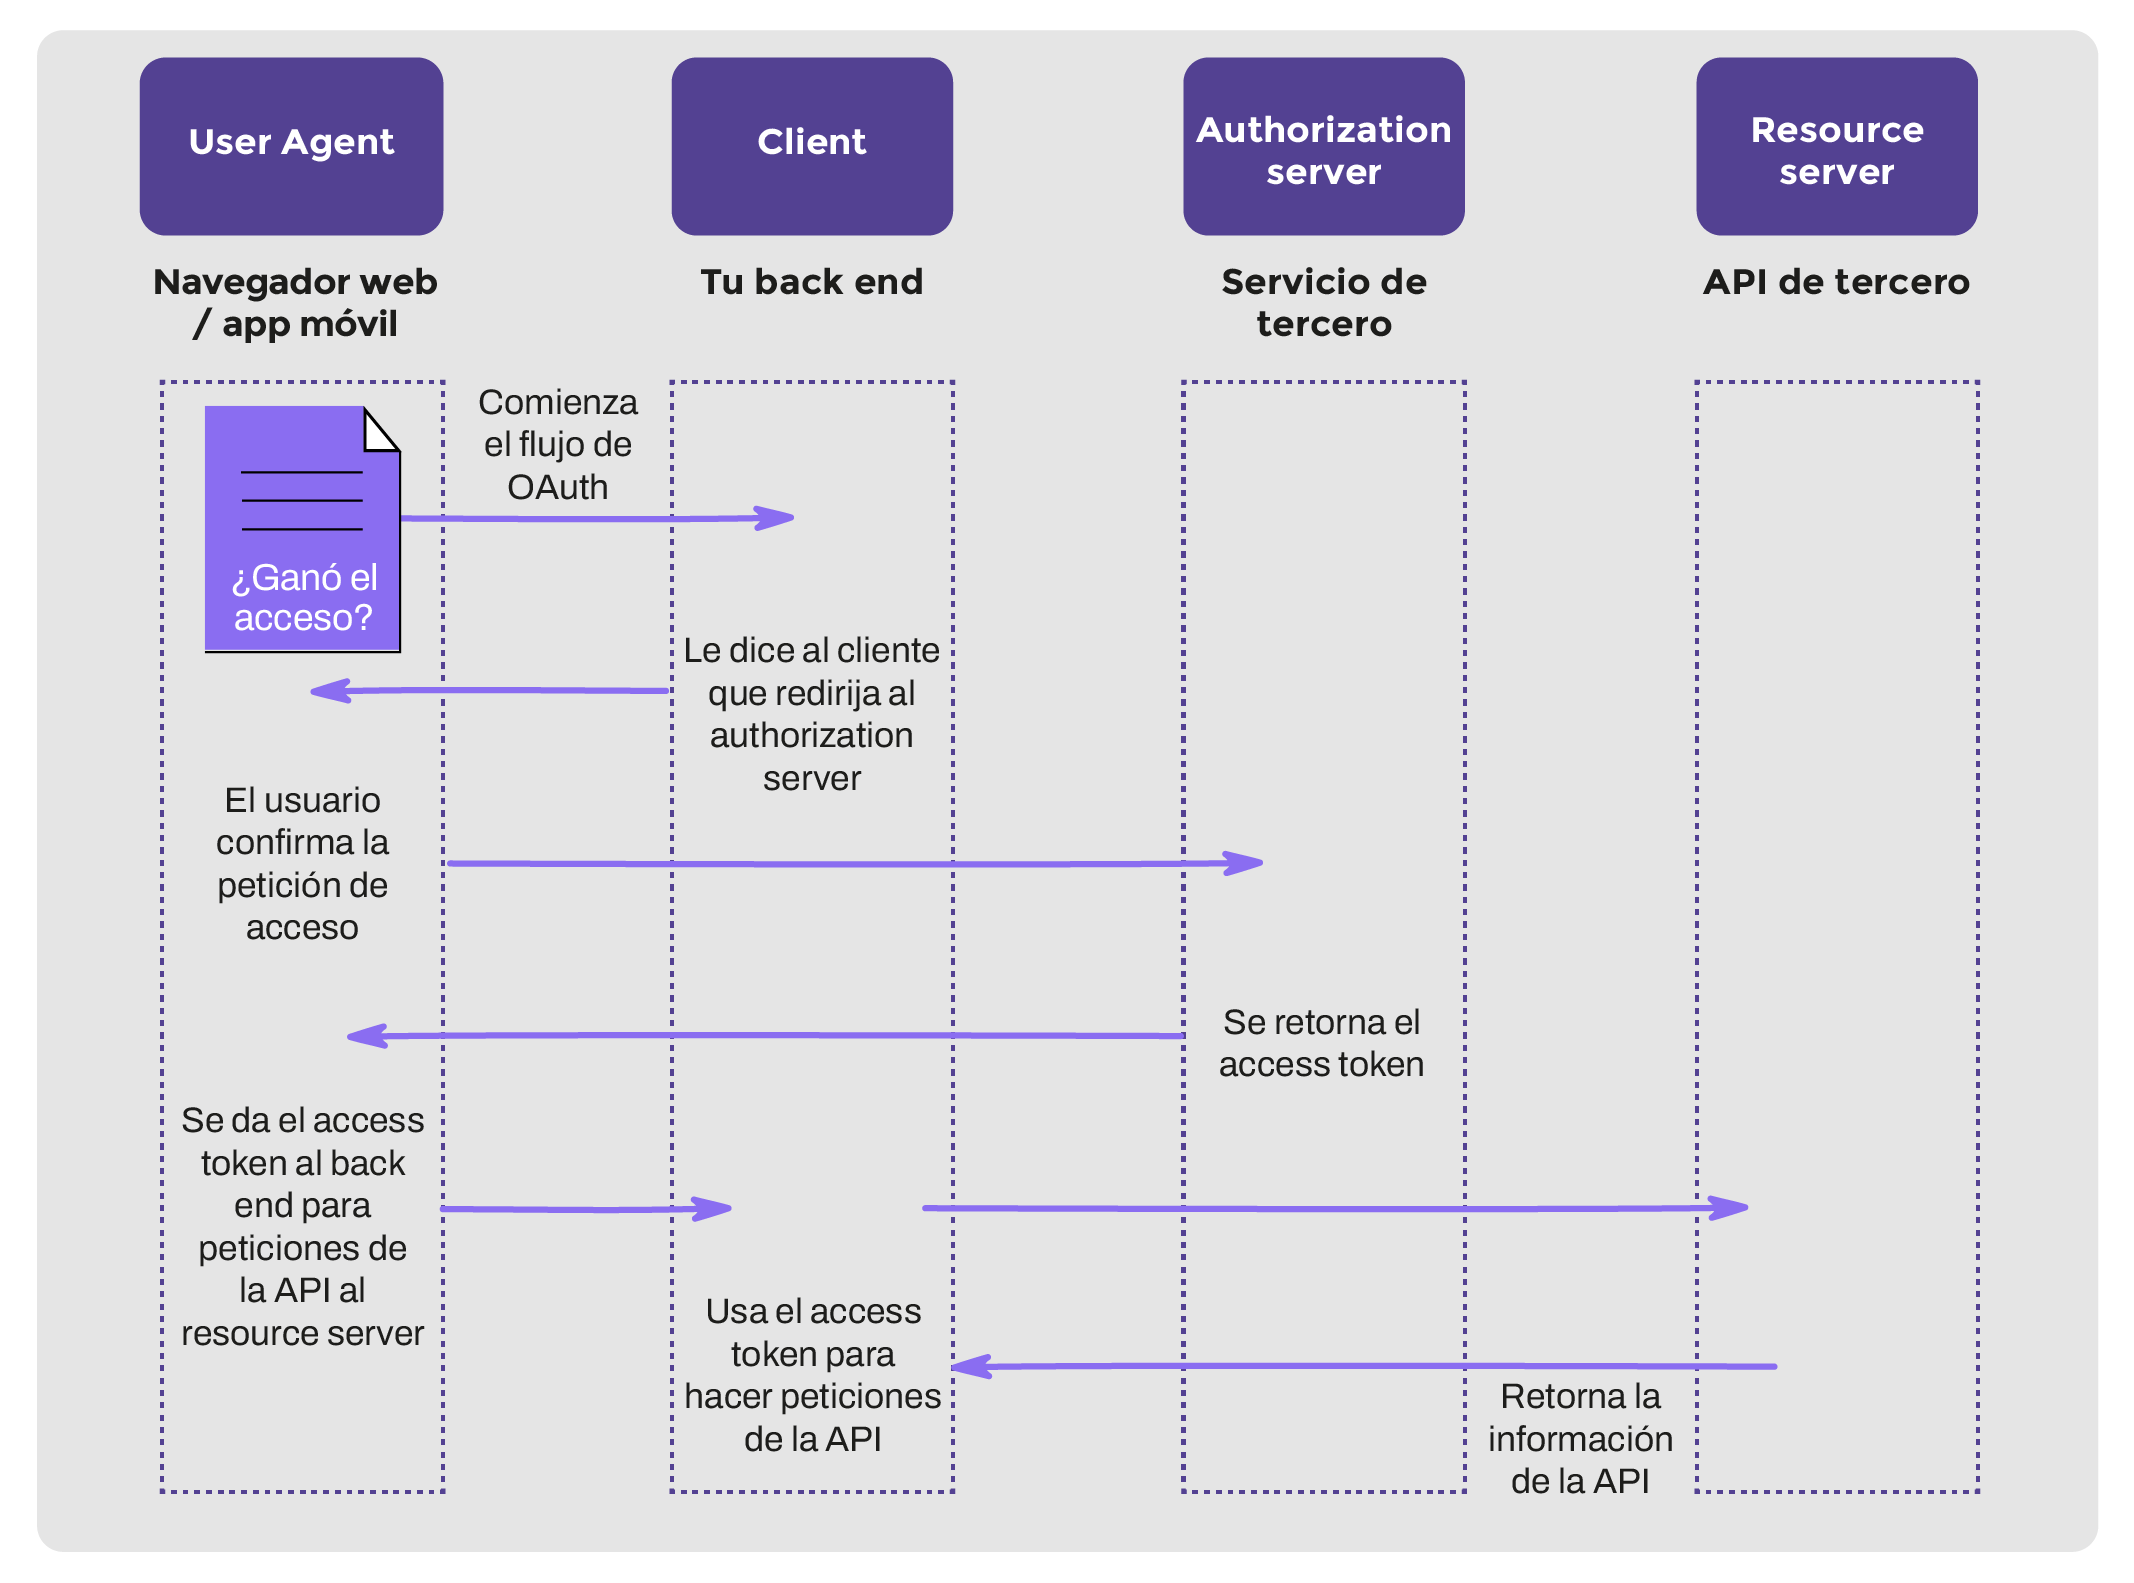 User Agent
Client
Authorization
server
Resource
server
Navegador web
/ app móvil
Tu back end
Servicio de
tercero
API de tercero
Comienza
el flujo de
OAuth
¿Ganó el
acceso?
Le dice al cliente
que redirija al
authorization
server
El usuario
confirma la
petición de
acceso
Se retorna el
access token
Se da el access
token al back
end para
peticiones de
la API al
resource server
Usa el access
token para
hacer peticiones
de la API
Retorna la
información
de la API